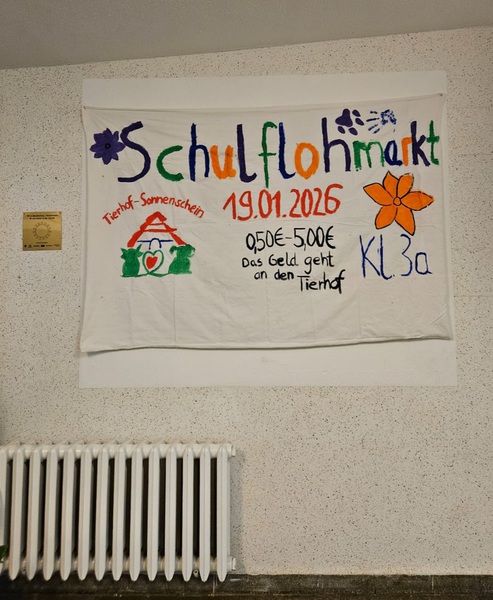 Schulflohmarkt
Tierhof-Sonnenschein
19.01.2026
0,50€-5,00€
Das Geld geht
an den Tierhof
Kl. 3a